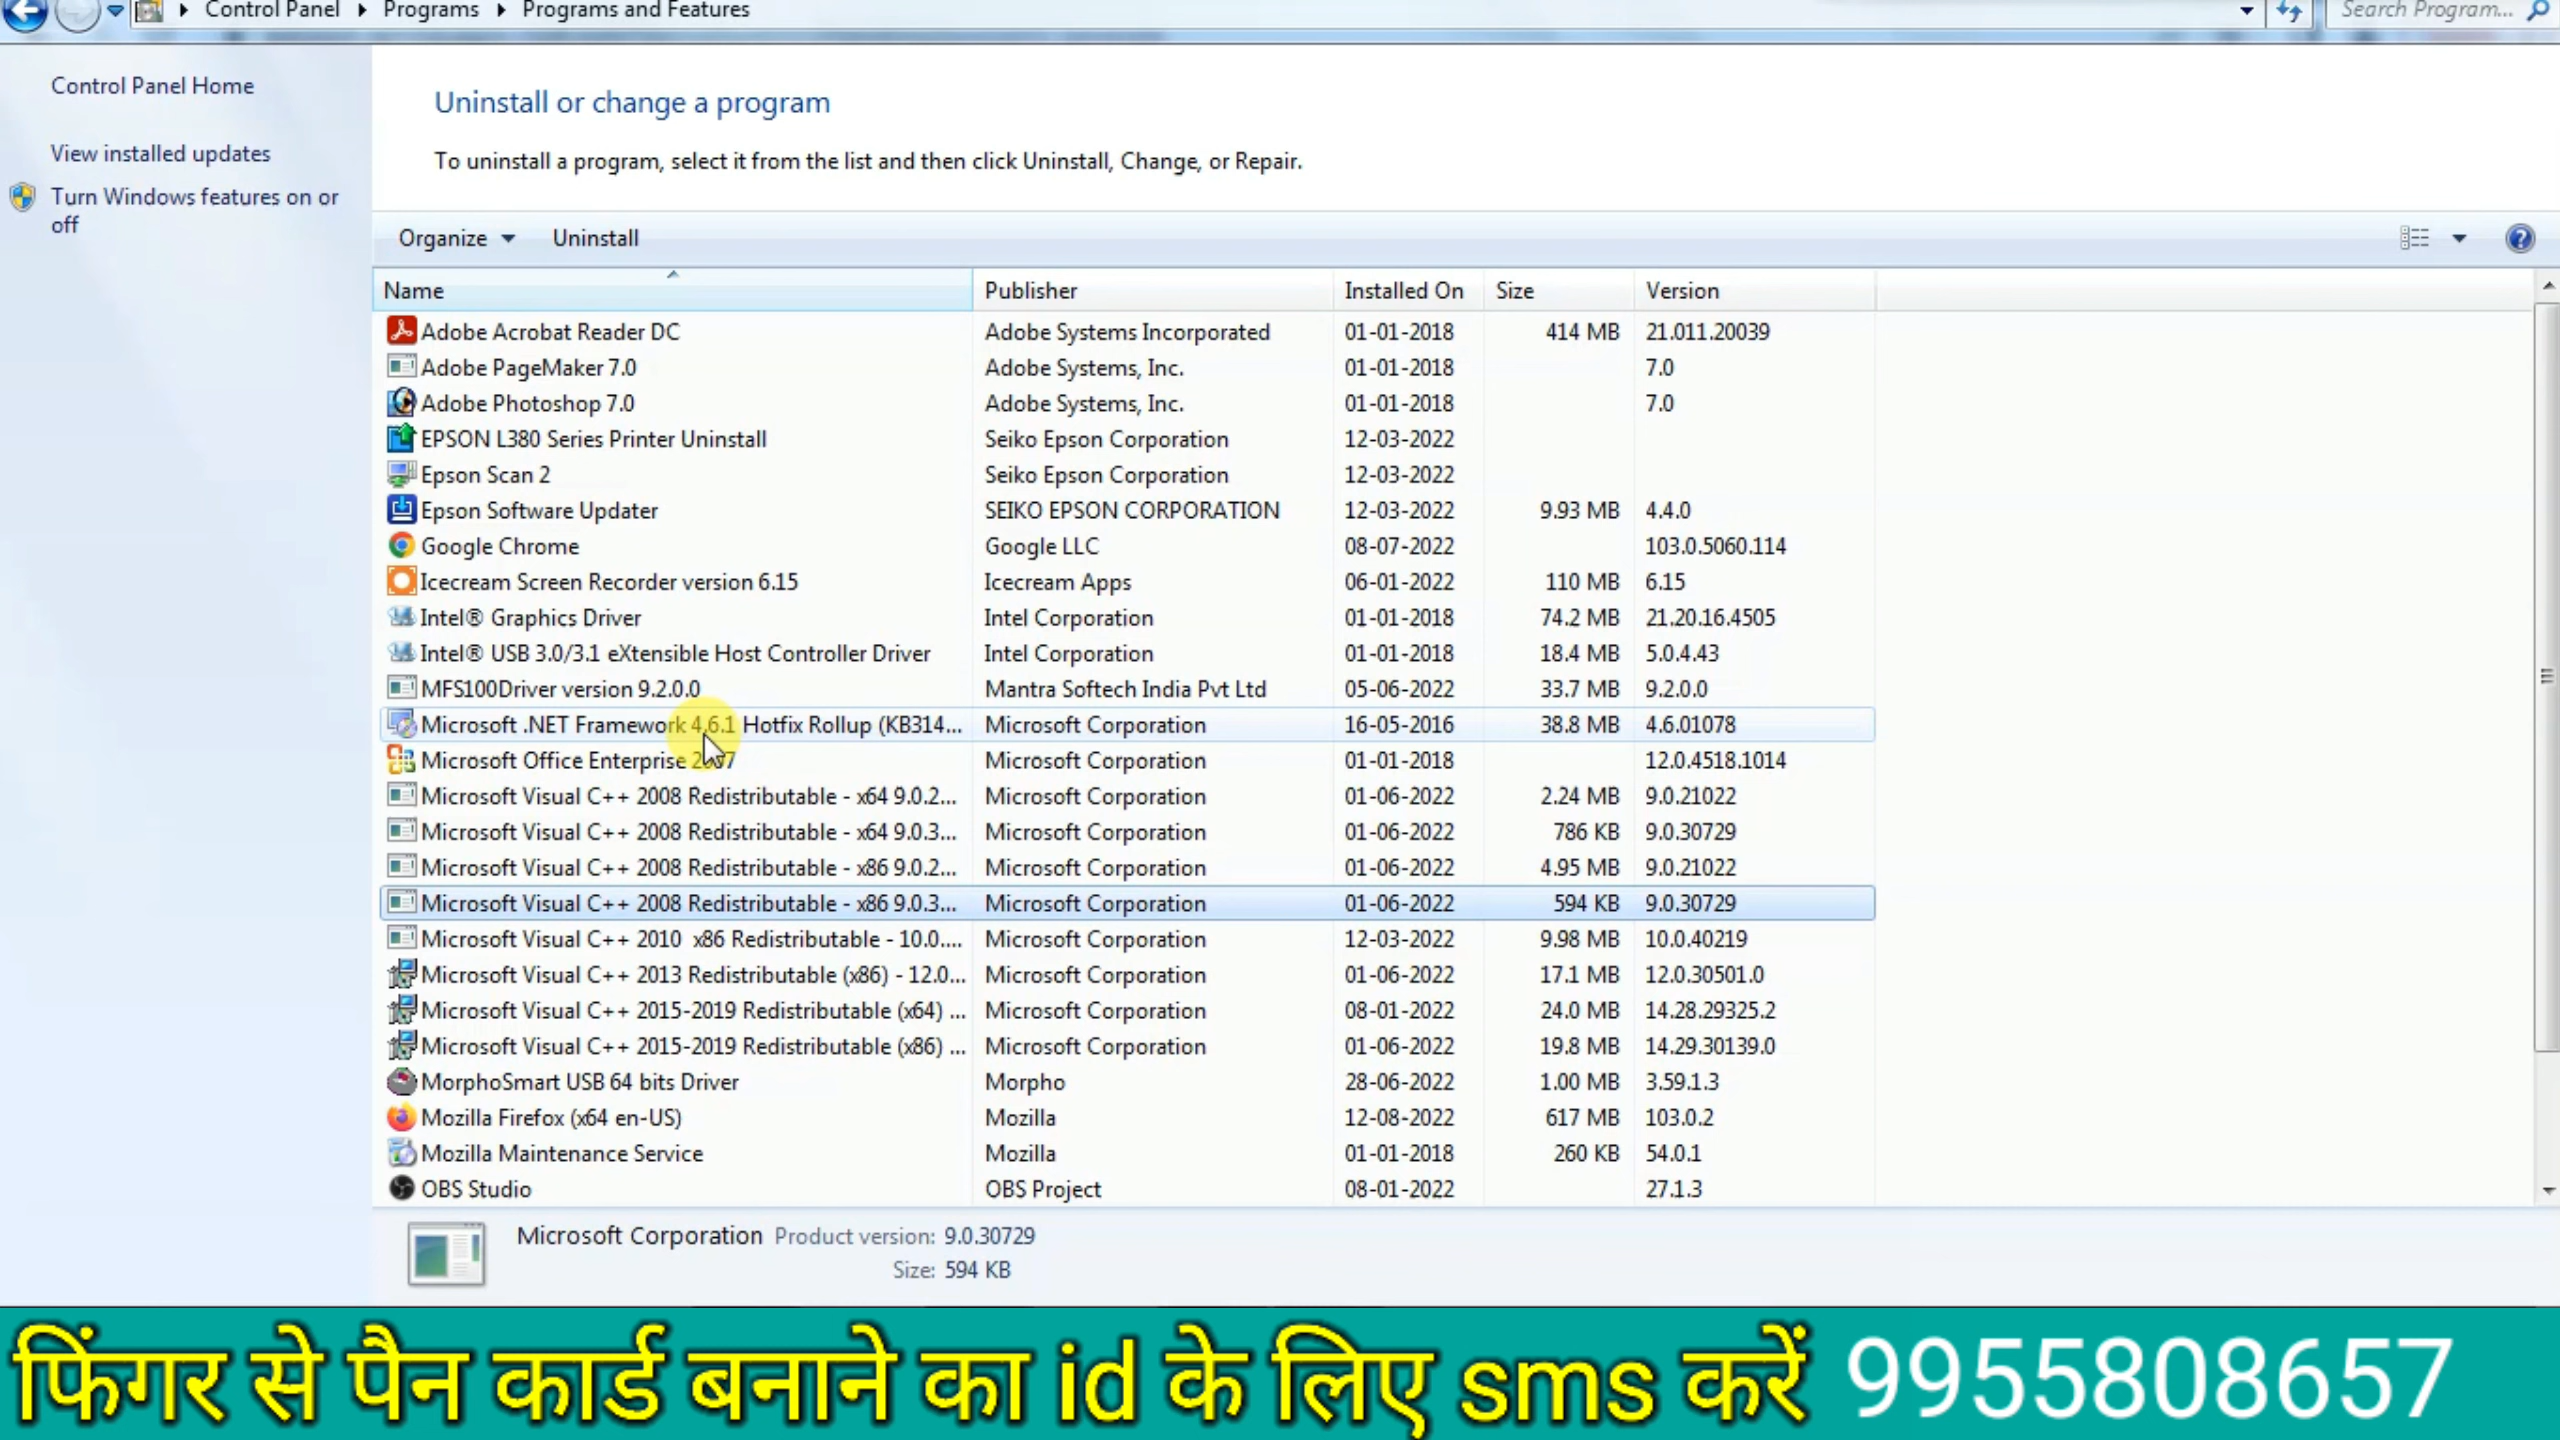 Control Panel ▸ Programs ▸ Programs and Features
Search Program...
Control Panel Home
View installed updates
Turn Windows features on or
off
Uninstall or change a program
To uninstall a program, select it from the list and then click Uninstall, Change, or Repair.
Organize Uninstall
Name Publisher Installed On Size Version
Adobe Acrobat Reader DC Adobe Systems Incorporated 01-01-2018 414 MB 21.011.20039
Adobe PageMaker 7.0 Adobe Systems, Inc. 01-01-2018 7.0
Adobe Photoshop 7.0 Adobe Systems, Inc. 01-01-2018 7.0
EPSON L380 Series Printer Uninstall Seiko Epson Corporation 12-03-2022
Epson Scan 2 Seiko Epson Corporation 12-03-2022
Epson Software Updater SEIKO EPSON CORPORATION 12-03-2022 9.93 MB 4.4.0
Google Chrome Google LLC 08-07-2022 103.0.5060.114
Icecream Screen Recorder version 6.15 Icecream Apps 06-01-2022 110 MB 6.15
Intel® Graphics Driver Intel Corporation 01-01-2018 74.2 MB 21.20.16.4505
Intel® USB 3.0/3.1 eXtensible Host Controller Driver Intel Corporation 01-01-2018 18.4 MB 5.0.4.43
MFS100Driver version 9.2.0.0 Mantra Softech India Pvt Ltd 05-06-2022 33.7 MB 9.2.0.0
Microsoft .NET Framework 4.6.1 Hotfix Rollup (KB314... Microsoft Corporation 16-05-2016 38.8 MB 4.6.01078
Microsoft Office Enterprise 2007 Microsoft Corporation 01-01-2018 12.0.4518.1014
Microsoft Visual C++ 2008 Redistributable - x64 9.0.2... Microsoft Corporation 01-06-2022 2.24 MB 9.0.21022
Microsoft Visual C++ 2008 Redistributable - x64 9.0.3... Microsoft Corporation 01-06-2022 786 KB 9.0.30729
Microsoft Visual C++ 2008 Redistributable - x86 9.0.2... Microsoft Corporation 01-06-2022 4.95 MB 9.0.21022
Microsoft Visual C++ 2008 Redistributable - x86 9.0.3... Microsoft Corporation 01-06-2022 594 KB 9.0.30729
Microsoft Visual C++ 2010 x86 Redistributable - 10.0.... Microsoft Corporation 12-03-2022 9.98 MB 10.0.40219
Microsoft Visual C++ 2013 Redistributable (x86) - 12.0... Microsoft Corporation 01-06-2022 17.1 MB 12.0.30501.0
Microsoft Visual C++ 2015-2019 Redistributable (x64) ... Microsoft Corporation 08-01-2022 24.0 MB 14.28.29325.2
Microsoft Visual C++ 2015-2019 Redistributable (x86) ... Microsoft Corporation 01-06-2022 19.8 MB 14.29.30139.0
MorphoSmart USB 64 bits Driver Morpho 28-06-2022 1.00 MB 3.59.1.3
Mozilla Firefox (x64 en-US) Mozilla 12-08-2022 617 MB 103.0.2
Mozilla Maintenance Service Mozilla 01-01-2018 260 KB 54.0.1
OBS Studio OBS Project 08-01-2022 27.1.3
Microsoft Corporation Product version: 9.0.30729
Size: 594 KB
फिंगर से पैन कार्ड बनाने का id के लिए sms करें 9955808657